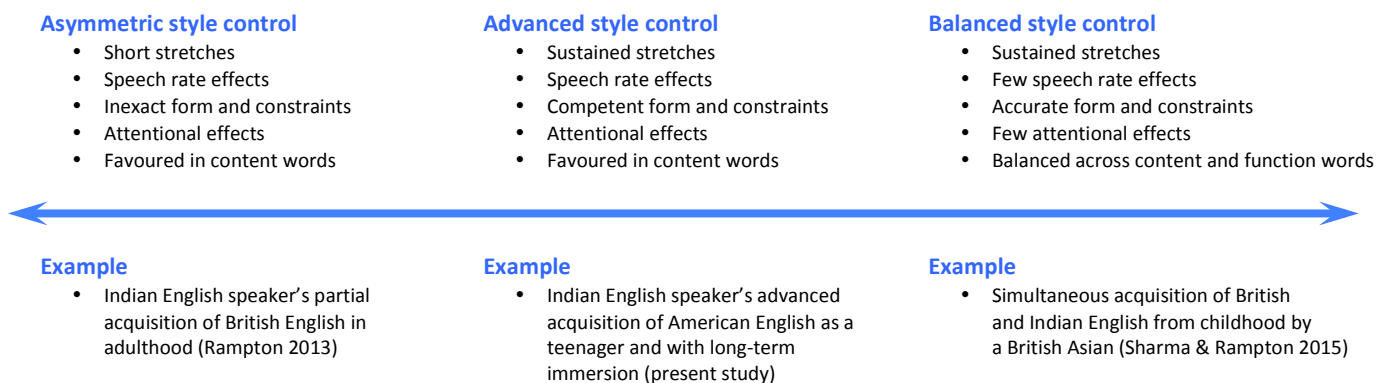 Asymmetric style control
• Short stretches
• Speech rate effects
• Inexact form and constraints
• Attentional effects
• Favoured in content words
Advanced style control
• Sustained stretches
• Speech rate effects
• Competent form and constraints
• Attentional effects
• Favoured in content words
Balanced style control
• Sustained stretches
• Few speech rate effects
• Accurate form and constraints
• Few attentional effects
• Balanced across content and function words
Example
• Indian English speaker’s partial
acquisition of British English in
adulthood (Rampton 2013)
Example
• Indian English speaker’s advanced
acquisition of American English as a
teenager and with long-term
immersion (present study)
Example
• Simultaneous acquisition of British
and Indian English from childhood by
a British Asian (Sharma & Rampton 2015)